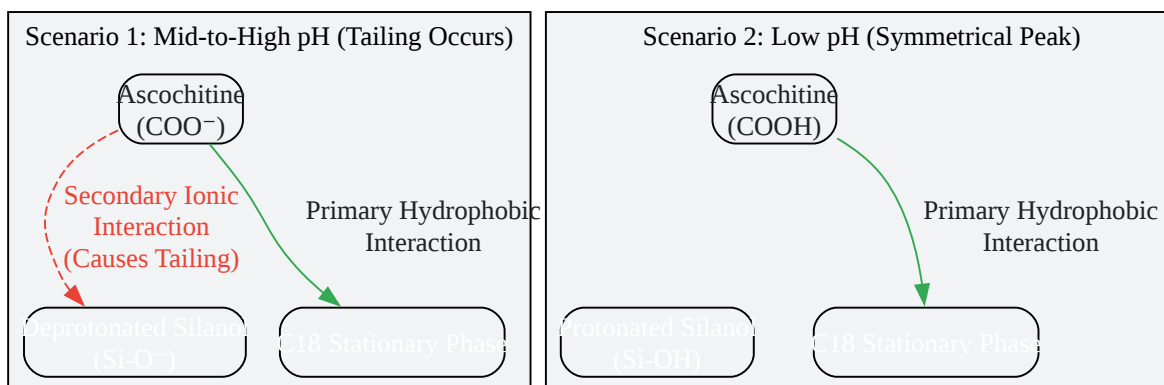 Scenario 1: Mid-to-High pH (Tailing Occurs)
Ascochitine
(COO⁻)
Secondary Ionic
Interaction
(Causes Tailing)
Primary Hydrophobic
Interaction
Deprotonated Silanol
(Si-O⁻)
C18 Stationary Phase
Scenario 2: Low pH (Symmetrical Peak)
Ascochitine
(COOH)
Primary Hydrophobic
Interaction
Protonated Silanol
(Si-OH)
C18 Stationary Phase